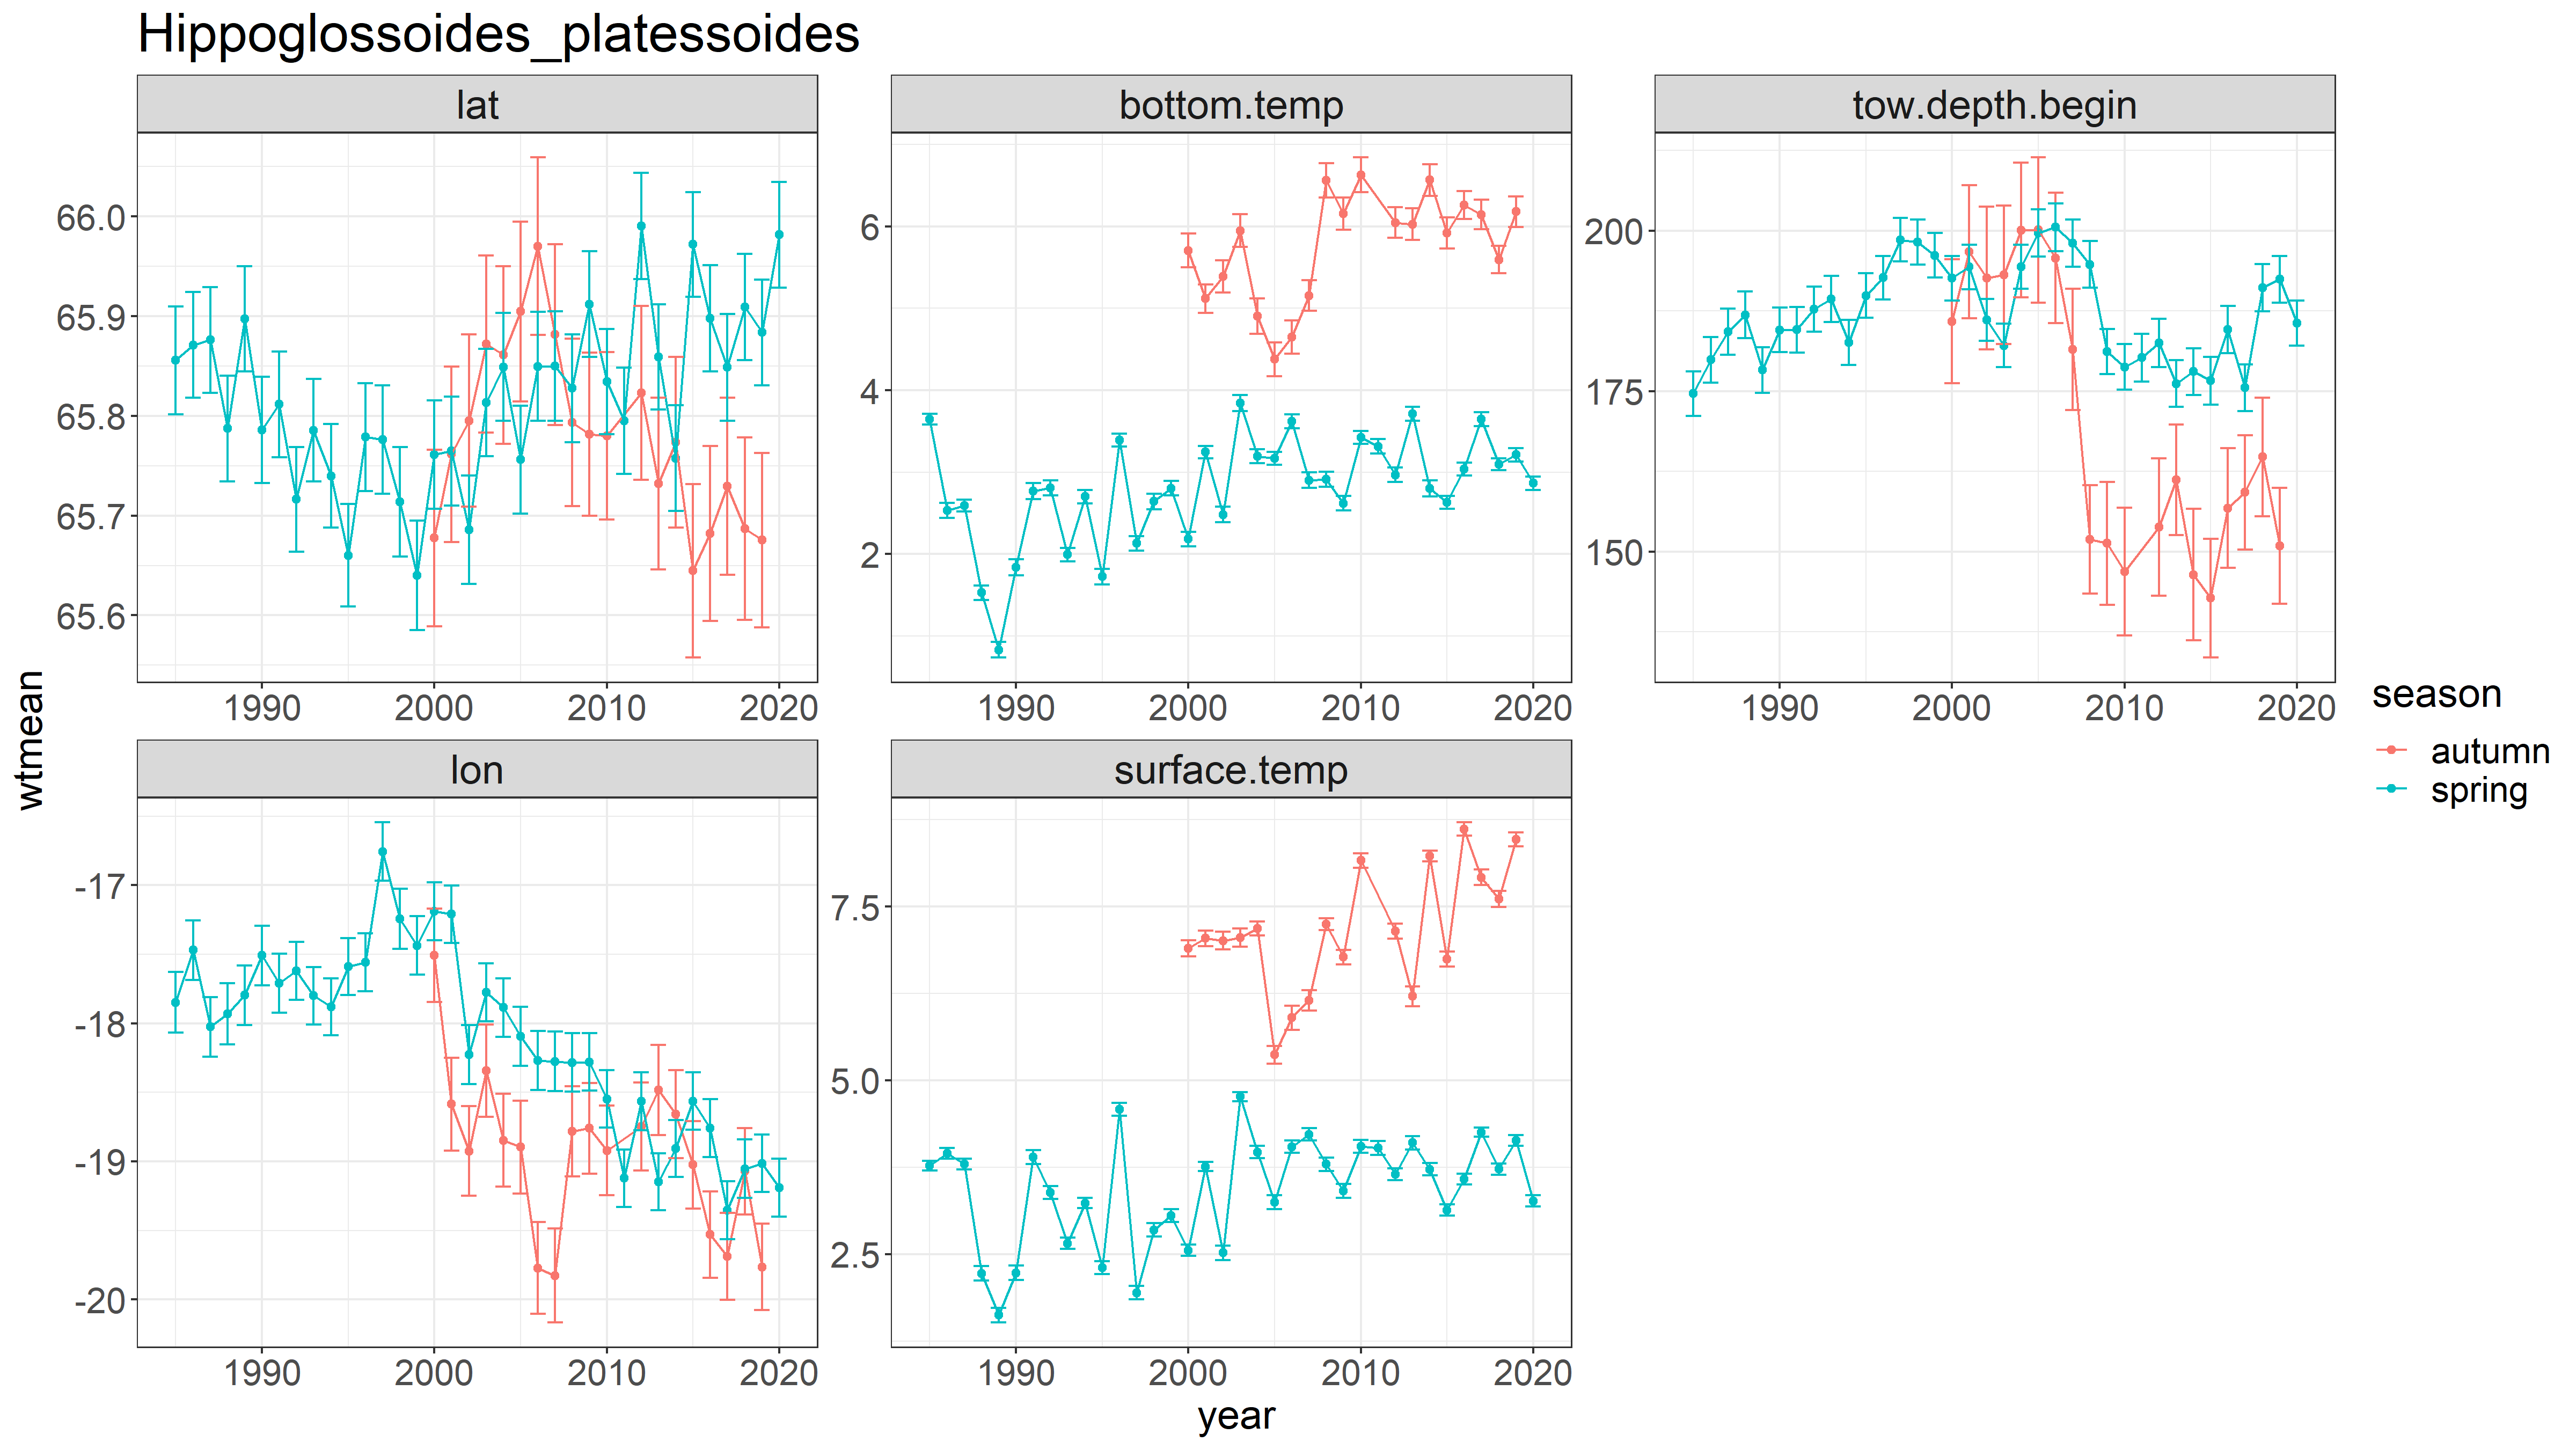 Hippoglossoides_platessoides
lat
bottom.temp
tow.depth.begin
66.0
65.9
65.8
65.7
65.6
6
4
2
200
175
150
1990 2000 2010 2020
1990 2000 2010 2020
1990 2000 2010 2020
wtmean
season
autumn
spring
lon
surface.temp
-17
-18
-19
-20
7.5
5.0
2.5
1990 2000 2010 2020
1990 2000 2010 2020
year